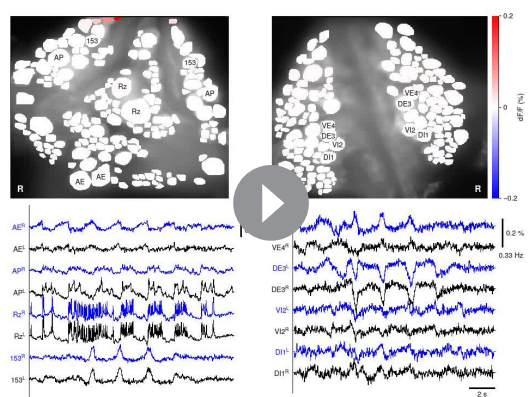 153
AP
153
AP
Rz
Rz
AE
AE
R
VE4
DE3
VI2
DI1
VE4
DE3
VI2
DI1
R
0.2
0
−0.2
dF/F (%)
AE^R
AE^L
AP^R
AP^L
Rz^R
Rz^L
153^R
153^L
VE4^R
DE3^L
DE3^R
VI2^L
VI2^R
DI1^L
DI1^R
0.2 %
0.33 Hz
2 s